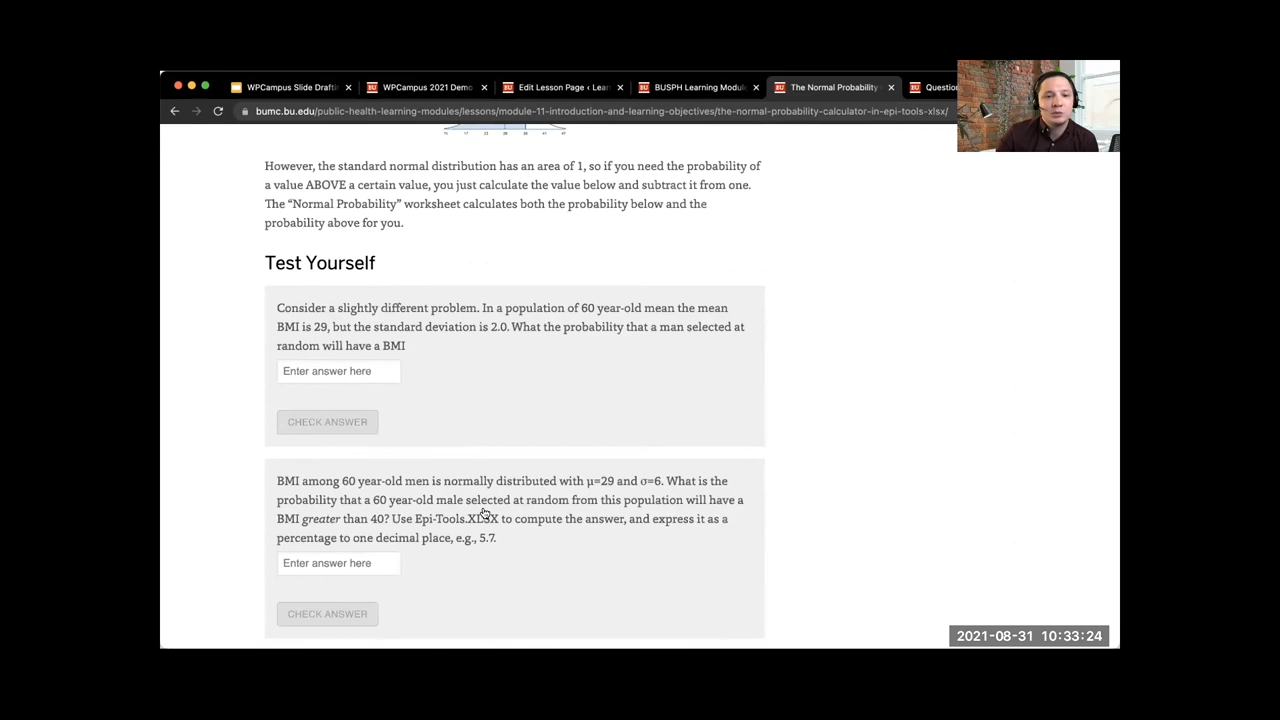 WPCampus Slide Drafti
WPCampus 2021 Demo
Edit Lesson Page ‹ Lear
BUSPH Learning Modul
The Normal Probability
Question
bumc.bu.edu/public-health-learning-modules/lessons/module-11-introduction-and-learning-objectives/the-normal-probability-calculator-in-epi-tools-xlsx/
11 17 23 29 35 41 47
However, the standard normal distribution has an area of 1, so if you need the probability of
a value ABOVE a certain value, you just calculate the value below and subtract it from one.
The “Normal Probability” worksheet calculates both the probability below and the
probability above for you.
Test Yourself
Consider a slightly different problem. In a population of 60 year-old mean the mean
BMI is 29, but the standard deviation is 2.0. What the probability that a man selected at
random will have a BMI
Enter answer here
CHECK ANSWER
BMI among 60 year-old men is normally distributed with μ=29 and σ=6. What is the
probability that a 60 year-old male selected at random from this population will have a
BMI greater than 40? Use Epi-Tools.XLSX to compute the answer, and express it as a
percentage to one decimal place, e.g., 5.7.
Enter answer here
CHECK ANSWER
2021-08-31 10:33:24